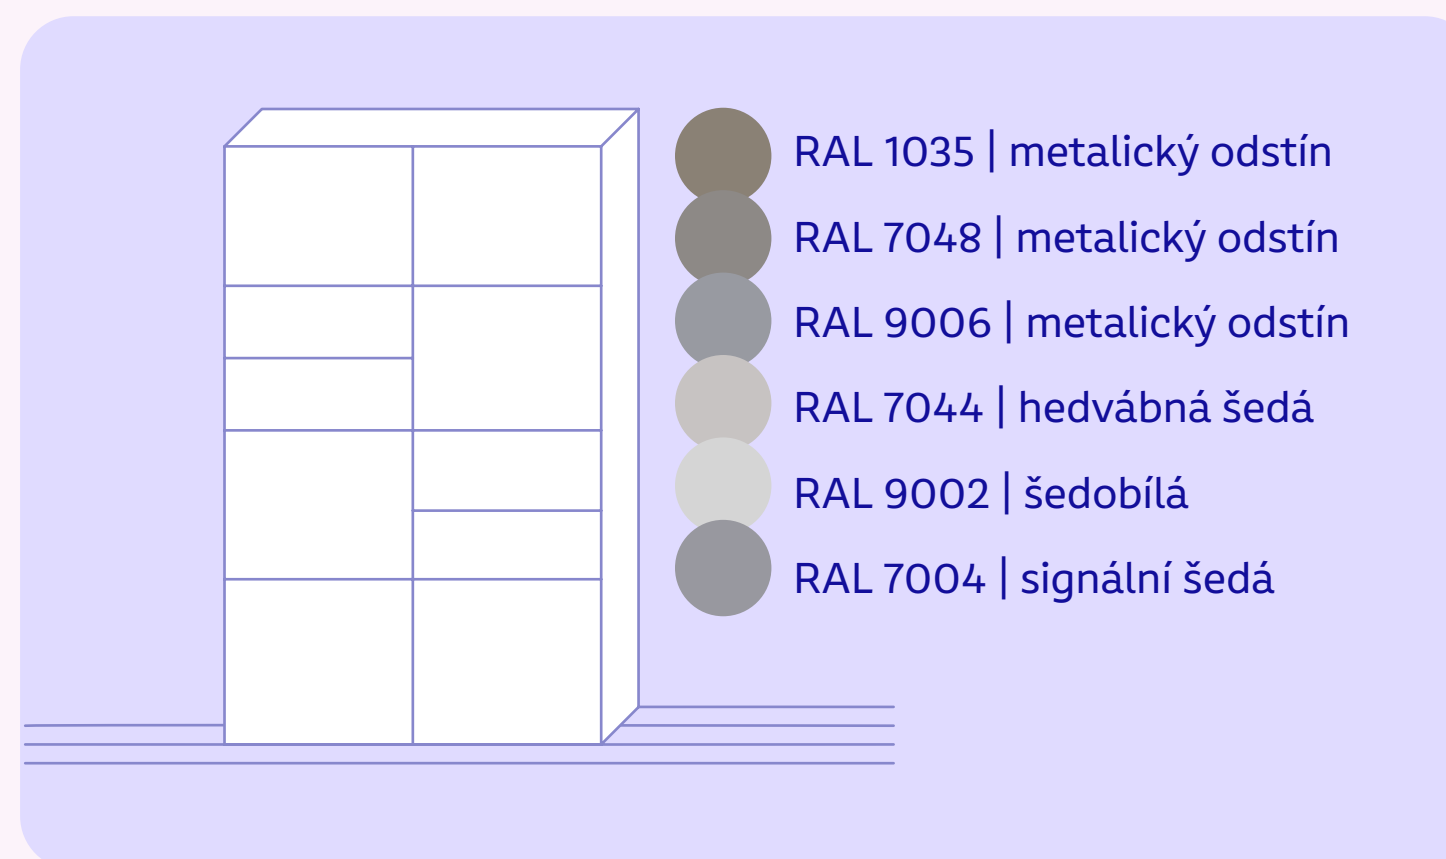 RAL 1035 | metalický odstín
RAL 7048 | metalický odstín
RAL 9006 | metalický odstín
RAL 7044 | hedvábná šedá
RAL 9002 | šedobílá
RAL 7004 | signální šedá